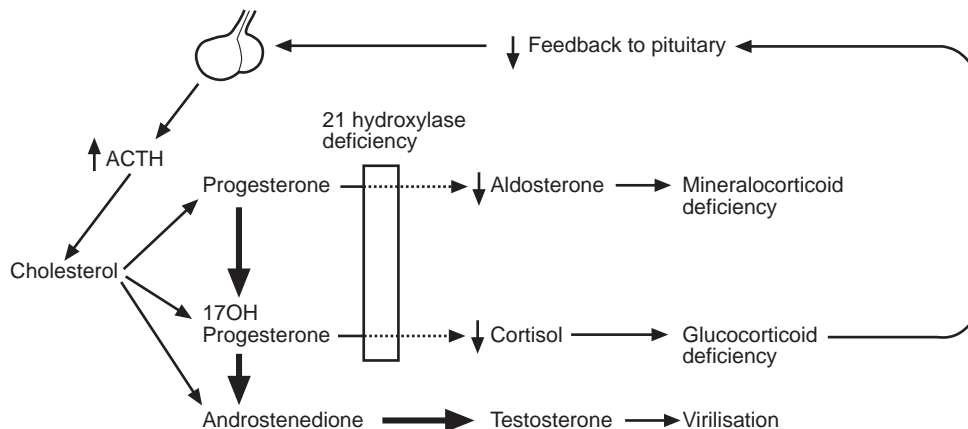 Feedback to pituitary
21 hydroxylase
deficiency
ACTH
Progesterone
Aldosterone
Mineralocorticoid
deficiency
Cholesterol
17OH
Progesterone
Cortisol
Glucocorticoid
deficiency
Androstenedione
Testosterone
Virilisation